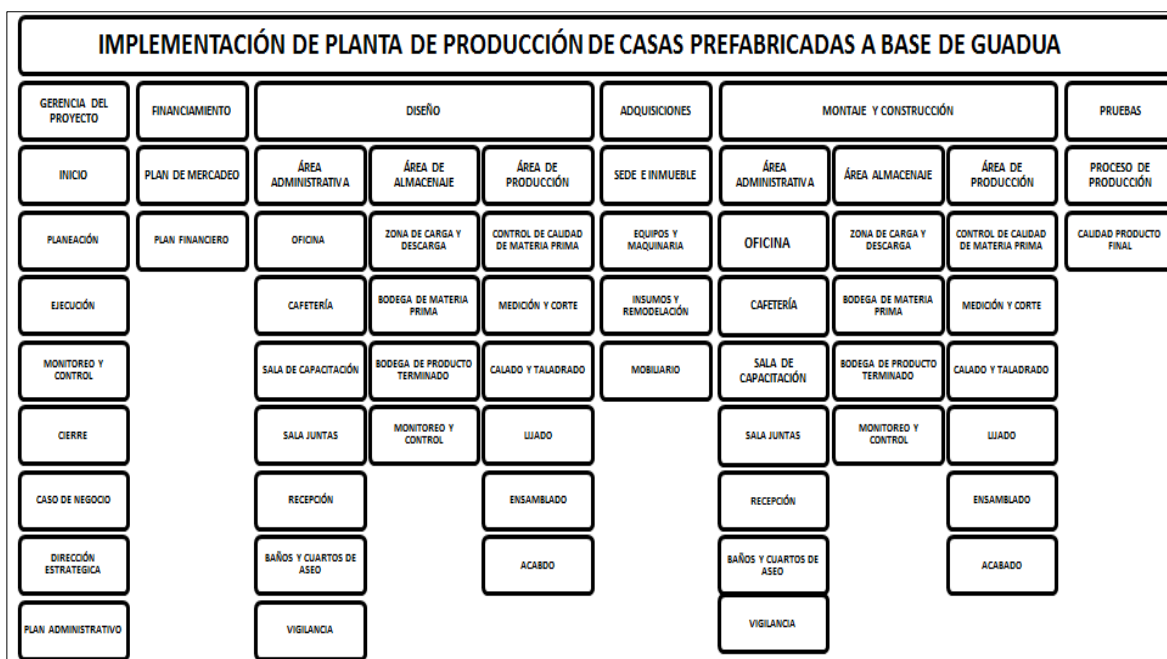 IMPLEMENTACIÓN DE PLANTA DE PRODUCCIÓN DE CASAS PREFABRICADAS A BASE DE GUADUA
GERENCIA DEL
PROYECTO
FINANCIAMIENTO
DISEÑO
ADQUISICIONES
MONTAJE Y CONSTRUCCIÓN
PRUEBAS
INICIO
PLAN DE MERCADEO
ÁREA
ADMINISTRATIVA
ÁREA DE
ALMACENAJE
ÁREA DE
PRODUCCIÓN
SEDE E INMUEBLE
ÁREA
ADMINISTRATIVA
ÁREA ALMACENAJE
ÁREA DE
PRODUCCIÓN
PROCESO DE
PRODUCCIÓN
PLANEACIÓN
PLAN FINANCIERO
OFICINA
ZONA DE CARGA Y
DESCARGA
CONTROL DE CALIDAD
DE MATERIA PRIMA
EQUIPOS Y
MAQUINARIA
OFICINA
ZONA DE CARGA Y
DESCARGA
CONTROL DE CALIDAD
DE MATERIA PRIMA
CALIDAD PRODUCTO
FINAL
EJECUCIÓN
CAFETERÍA
BODEGA DE MATERIA
PRIMA
MEDICIÓN Y CORTE
INSUMOS Y
REMODELACIÓN
CAFETERÍA
BODEGA DE MATERIA
PRIMA
MEDICIÓN Y CORTE
MONITOREO Y
CONTROL
SALA DE CAPACITACIÓN
BODEGA DE PRODUCTO
TERMINADO
CALADO Y TALADRADO
MOBILIARIO
SALA DE
CAPACITACIÓN
BODEGA DE PRODUCTO
TERMINADO
CALADO Y TALADRADO
CIERRE
SALA JUNTAS
MONITOREO Y
CONTROL
LIJADO
SALA JUNTAS
MONITOREO Y
CONTROL
LIJADO
CASO DE NEGOCIO
RECEPCIÓN
ENSAMBLADO
RECEPCIÓN
ENSAMBLADO
DIRECCIÓN
ESTRATEGICA
BAÑOS Y CUARTOS DE
ASEO
ACABDO
BAÑOS Y CUARTOS DE
ASEO
ACABADO
PLAN ADMINISTRATIVO
VIGILANCIA
VIGILANCIA